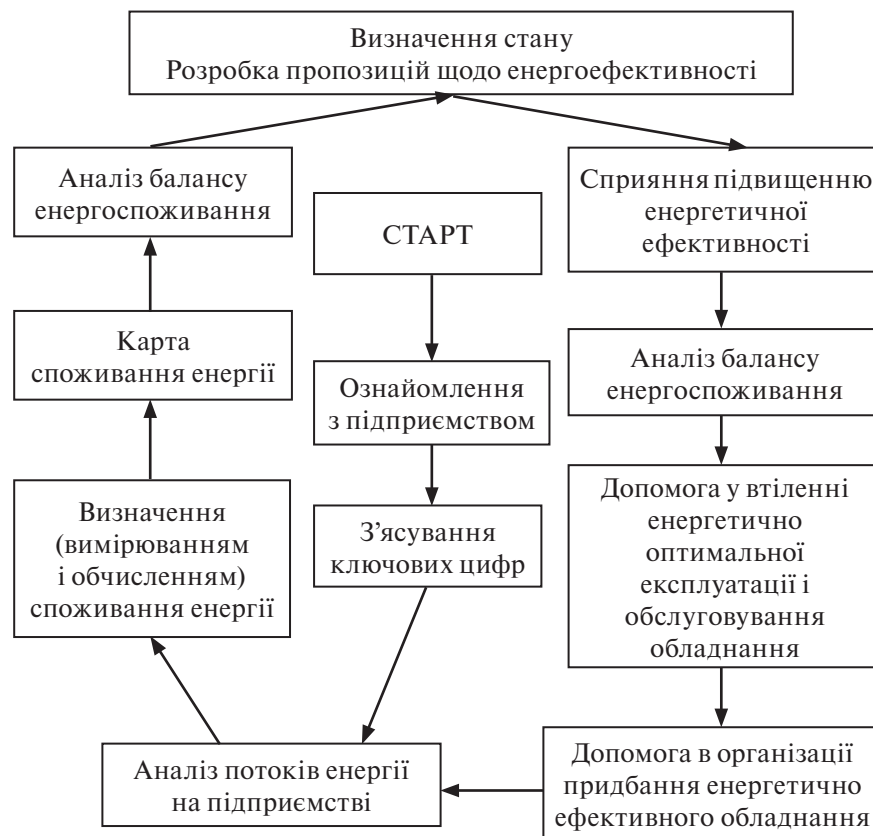 Визначення стану
Розробка пропозицій щодо енергоефективності
Аналіз балансу
енергоспоживання
СТАРТ
Сприяння підвищенню
енергетичної
ефективності
Карта
споживання енергії
Ознайомлення
з підприємством
Аналіз балансу
енергоспоживання
Визначення
(вимірюванням
і обчисленням)
споживання енергії
З’ясування
ключових цифр
Допомога у втіленні
енергетично
оптимальної
експлуатації і
обслуговування
обладнання
Аналіз потоків енергії
на підприємстві
Допомога в організації
придбання енергетично
ефективного обладнання